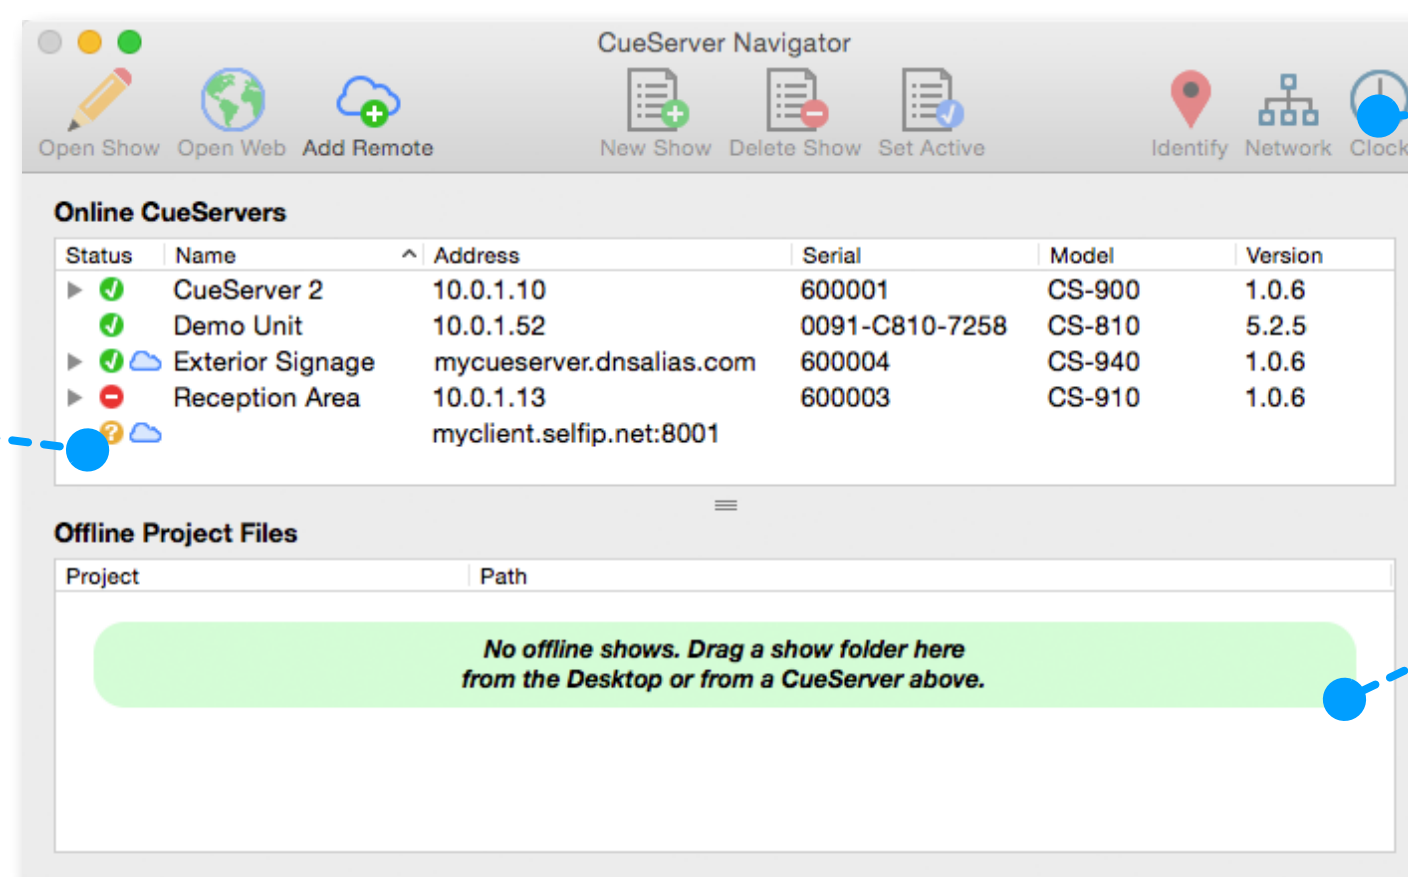 CueServer Navigator
Open Show Open Web Add Remote New Show Delete Show Set Active Identify Network Clock
Online CueServers
Status Name Address Serial Model Version
CueServer 2 10.0.1.10 600001 CS-900 1.0.6
Demo Unit 10.0.1.52 0091-C810-7258 CS-810 5.2.5
Exterior Signage mycueserver.dnsalias.com 600004 CS-940 1.0.6
Reception Area 10.0.1.13 600003 CS-910 1.0.6
myclient.selfip.net:8001
Offline Project Files
Project Path
No offline shows. Drag a show folder here
from the Desktop or from a CueServer above.